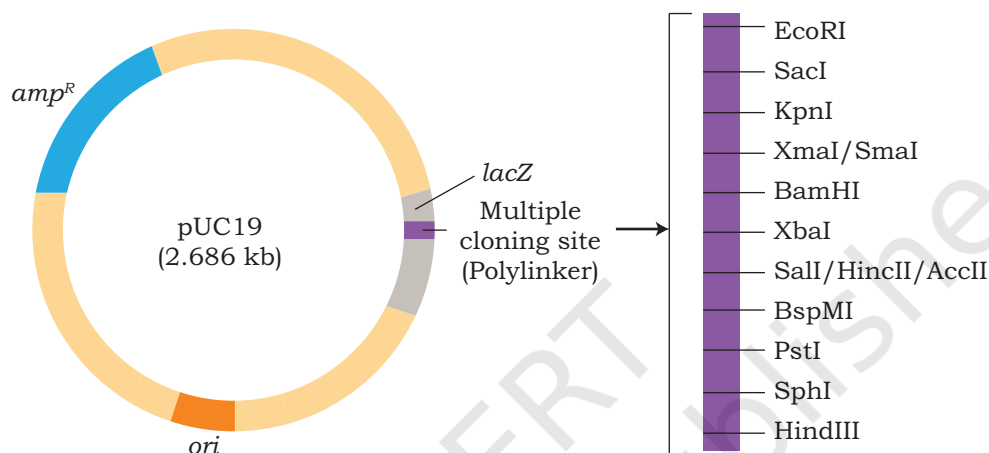 amp^R
pUC19
(2.686 kb)
ori
lacZ
Multiple
cloning site
(Polylinker)
EcoRI
SacI
KpnI
XmaI/SmaI
BamHI
XbaI
SalI/HincII/AccII
BspMI
PstI
SphI
HindIII